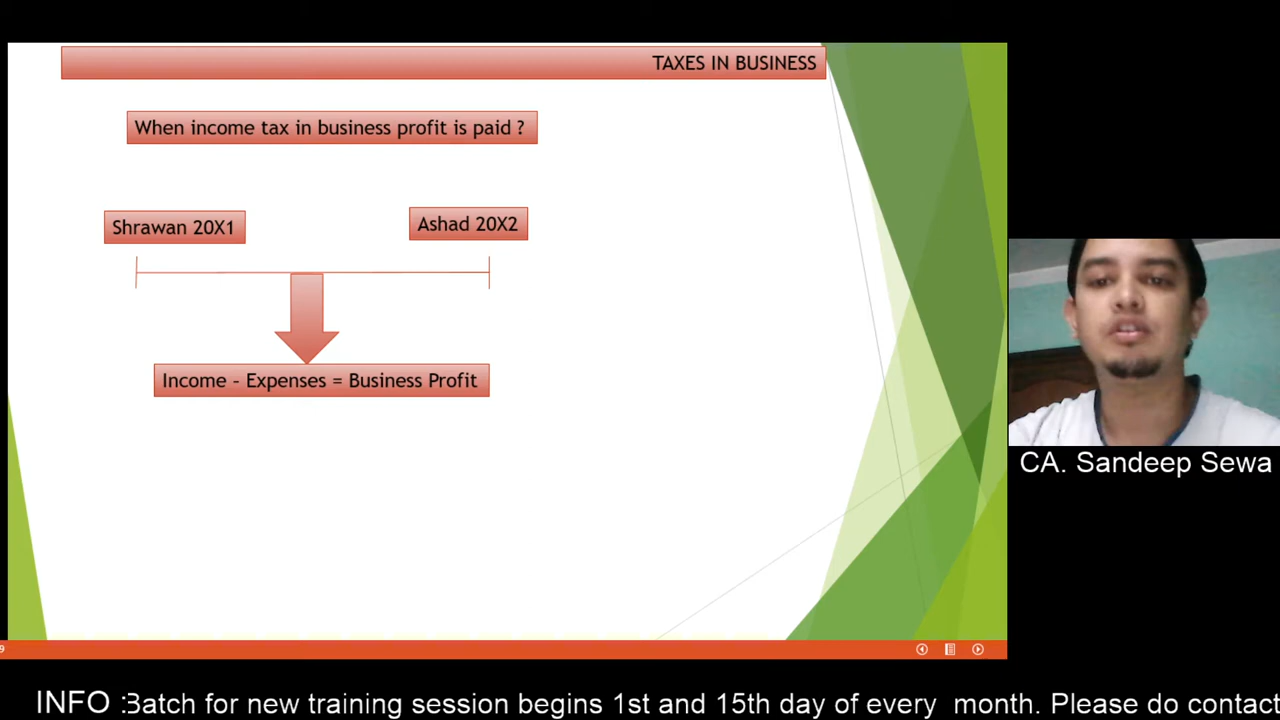 TAXES IN BUSINESS
When income tax in business profit is paid ?
Shrawan 20X1
Ashad 20X2
Income – Expenses = Business Profit
CA. Sandeep Sewa
9
INFO :Batch for new training session begins 1st and 15th day of every month. Please do contact